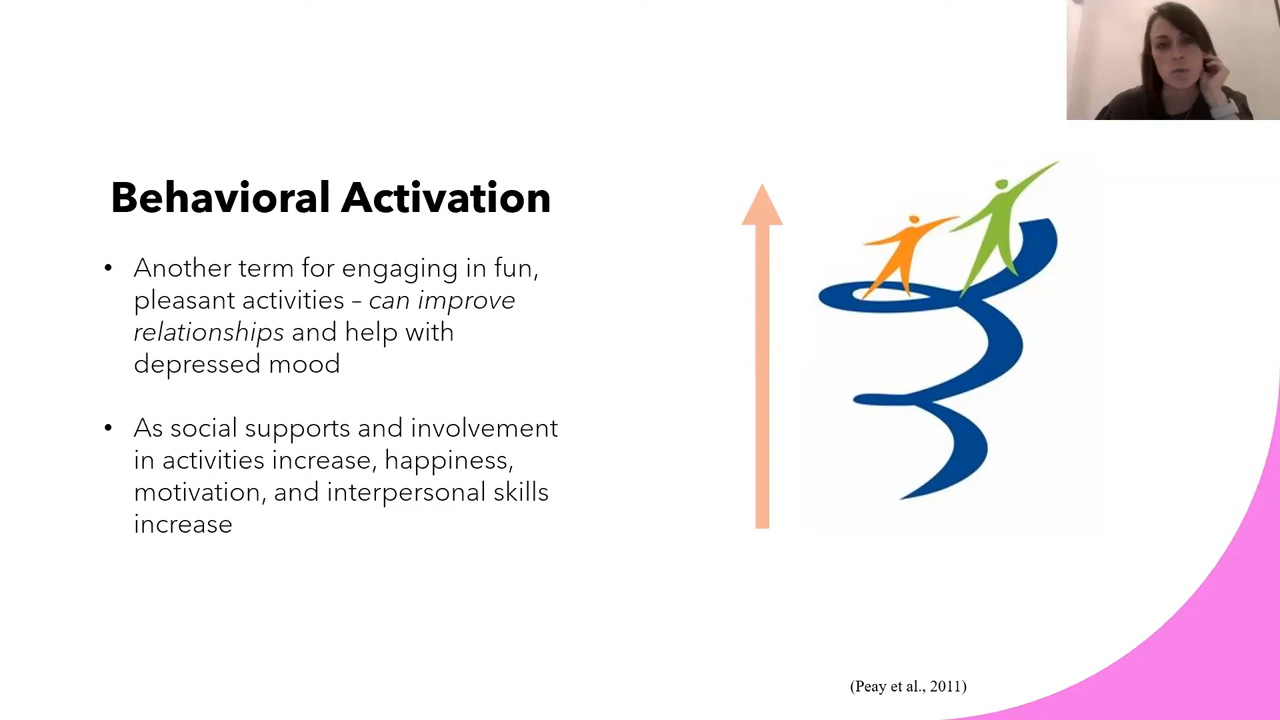 Behavioral Activation
• Another term for engaging in fun,
pleasant activities – can improve
relationships and help with
depressed mood
• As social supports and involvement
in activities increase, happiness,
motivation, and interpersonal skills
increase
(Peay et al., 2011)